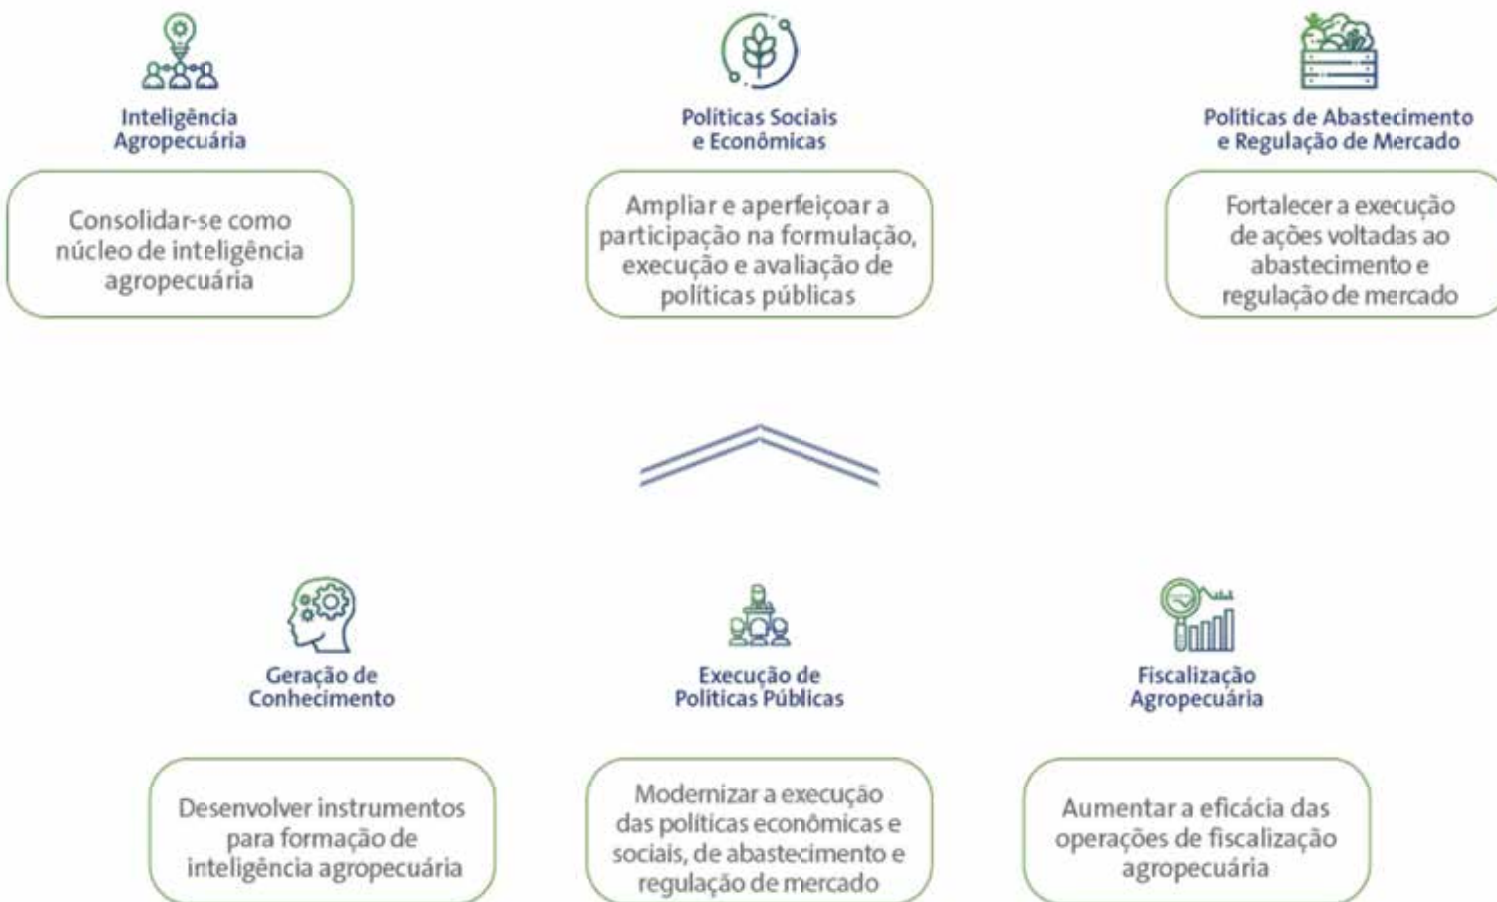 Inteligência
Agropecuária
Consolidar-se como
núcleo de inteligência
agropecuária
Políticas Sociais
e Econômicas
Ampliar e aperfeiçoar a
participação na formulação,
execução e avaliação de
políticas públicas
Políticas de Abastecimento
e Regulação de Mercado
Fortalecer a execução
de ações voltadas ao
abastecimento e
regulação de mercado
Geração de
Conhecimento
Desenvolver instrumentos
para formação de
inteligência agropecuária
Execução de
Políticas Públicas
Modernizar a execução
das políticas econômicas e
sociais, de abastecimento e
regulação de mercado
Fiscalização
Agropecuária
Aumentar a eficácia das
operações de fiscalização
agropecuária